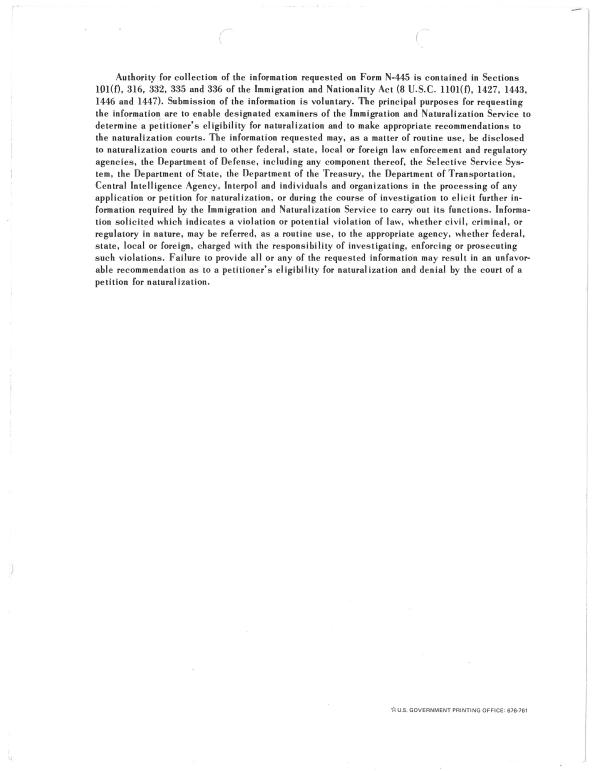 Authority for collection of the information requested on Form N-445 is contained in Sections
101(f), 316, 332, 335 and 336 of the Immigration and Nationality Act (8 U.S.C. 1101(f), 1427, 1443,
1446 and 1447). Submission of the information is voluntary. The principal purposes for requesting
the information are to enable designated examiners of the Immigration and Naturalization Service to
determine a petitioner's eligibility for naturalization and to make appropriate recommendations to
the naturalization courts. The information requested may, as a matter of routine use, be disclosed
to naturalization courts and to other federal, state, local or foreign law enforcement and regulatory
agencies, the Department of Defense, including any component thereof, the Selective Service Sys-
tem, the Department of State, the Department of the Treasury, the Department of Transportation,
Central Intelligence Agency, Interpol and individuals and organizations in the processing of any
application or petition for naturalization, or during the course of investigation to elicit further in-
formation required by the Immigration and Naturalization Service to carry out its functions. Informa-
tion solicited which indicates a violation or potential violation of law, whether civil, criminal, or
regulatory in nature, may be referred, as a routine use, to the appropriate agency, whether federal,
state, local or foreign, charged with the responsibility of investigating, enforcing or prosecuting
such violations. Failure to provide all or any of the requested information may result in an unfavor-
able recommendation as to a petitioner's eligibility for naturalization and denial by the court of a
petition for naturalization.
☆ U.S. GOVERNMENT PRINTING OFFICE: 676-761